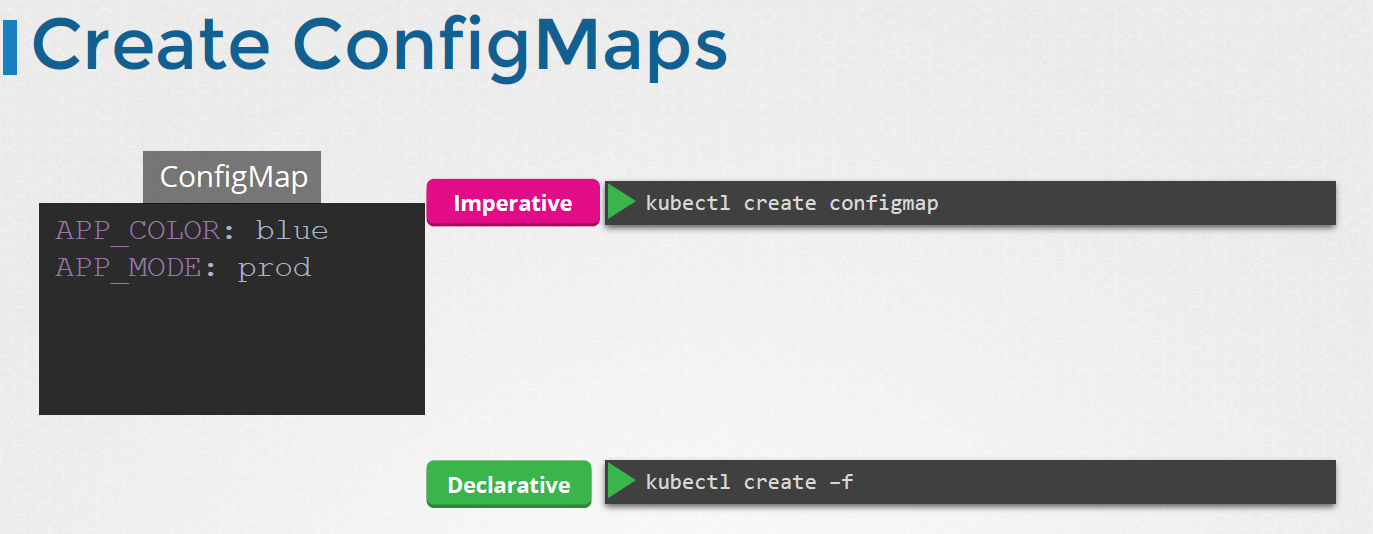 Create ConfigMaps
ConfigMap
APP_COLOR: blue
APP_MODE: prod
Imperative
kubectl create configmap
Declarative
kubectl create –f